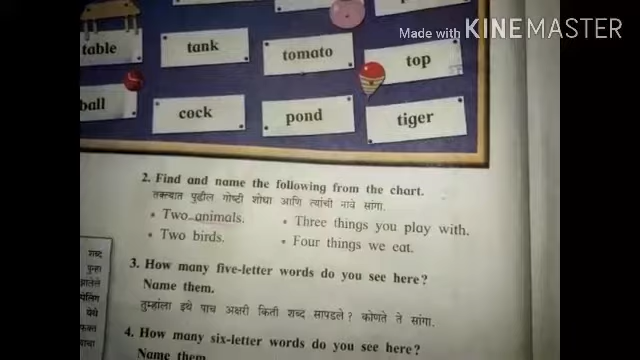 Made with KINEMASTER
table tank tomato top
ball cock pond tiger
2. Find and name the following from the chart.
तक्त्यात पुढील गोष्टी शोधा आणि त्यांची नावे सांगा.
• Two animals. • Three things you play with.
• Two birds. • Four things we eat.
3. How many five-letter words do you see here?
Name them.
तुम्हांला इथे पाच अक्षरी किती शब्द सापडले ? कोणते ते सांगा.
4. How many six-letter words do you see here?
Name them
शब्द
पुन्हा
येथे